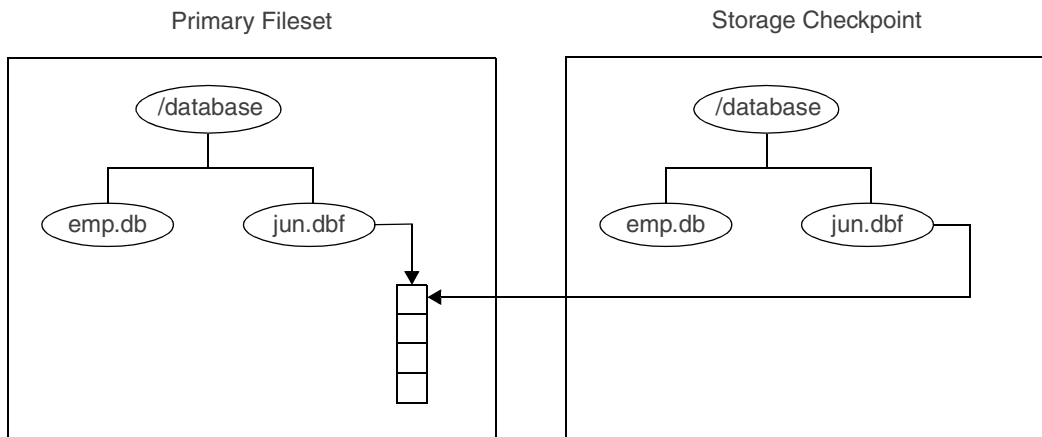 Primary Fileset
Storage Checkpoint
/database
/database
emp.db
jun.dbf
emp.db
jun.dbf